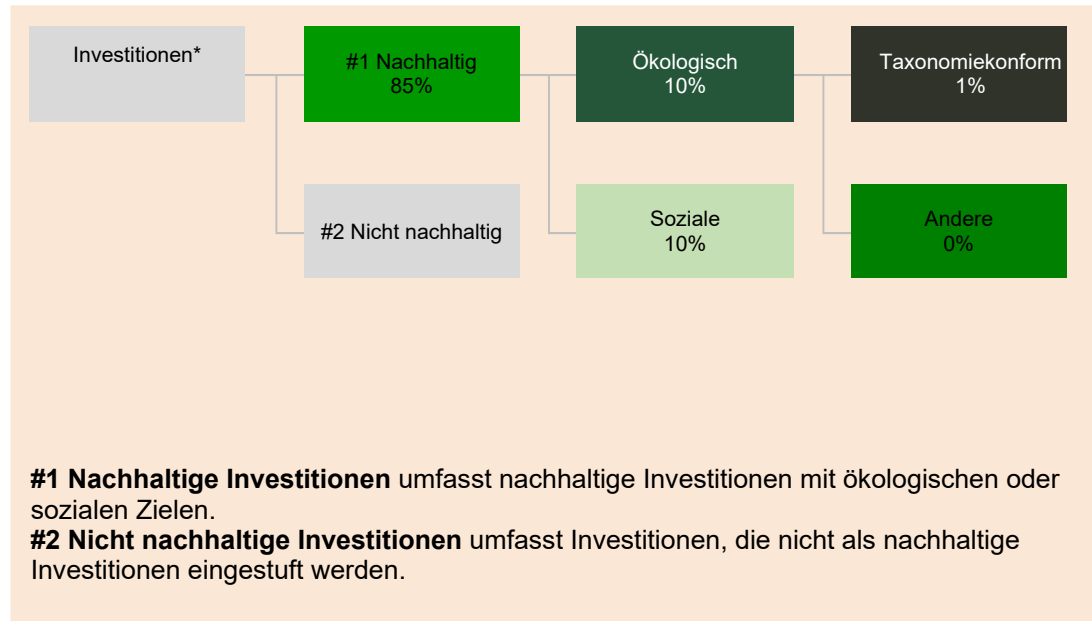 Investitionen*
#1 Nachhaltig
85%
Ökologisch
10%
Taxonomiekonform
1%
#2 Nicht nachhaltig
Soziale
10%
Andere
0%
#1 Nachhaltige Investitionen umfasst nachhaltige Investitionen mit ökologischen oder
sozialen Zielen.
#2 Nicht nachhaltige Investitionen umfasst Investitionen, die nicht als nachhaltige
Investitionen eingestuft werden.